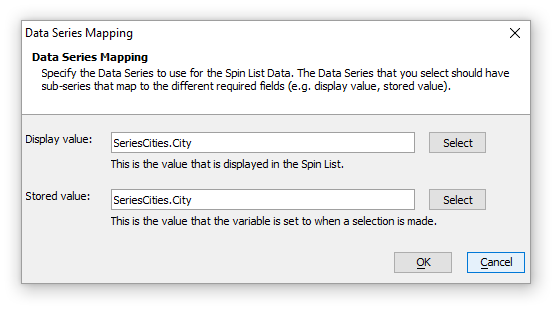 Data Series Mapping
Data Series Mapping
Specify the Data Series to use for the Spin List Data. The Data Series that you select should have
sub-series that map to the different required fields (e.g. display value, stored value).
Display value: SeriesCities.City Select
This is the value that is displayed in the Spin List.
Stored value: SeriesCities.City Select
This is the value that the variable is set to when a selection is made.
OK Cancel